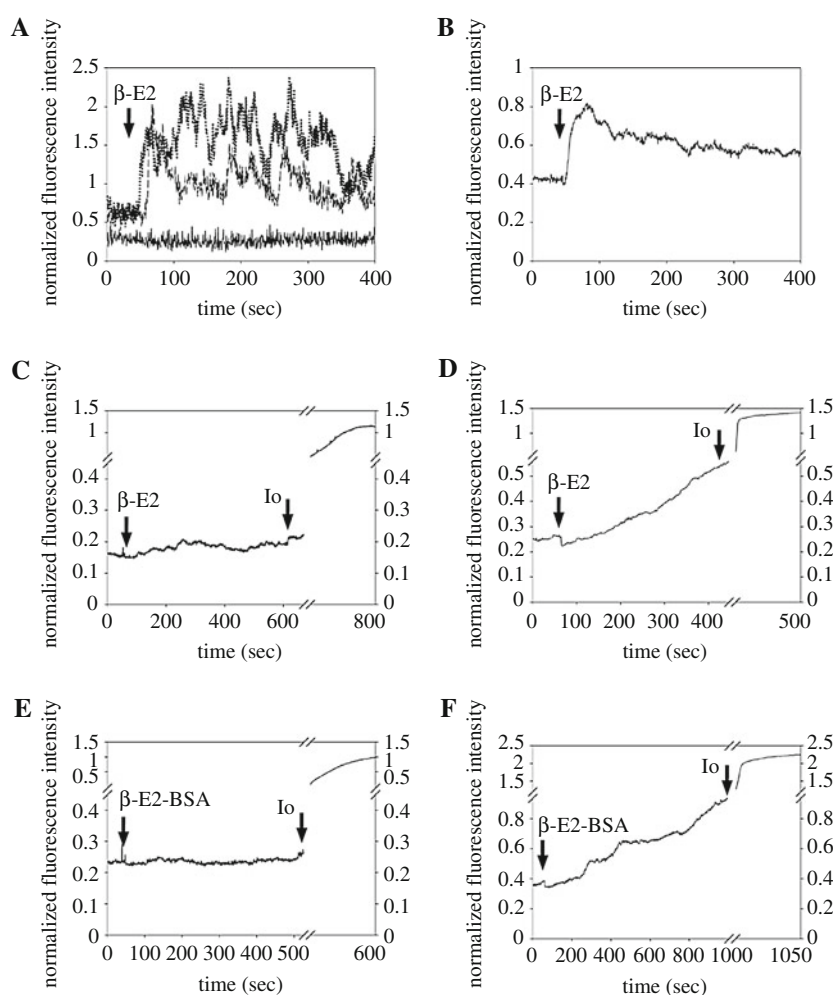 A
normalized fluorescence intensity
2.5
2
1.5
1
0.5
0
β-E2
0 100 200 300 400
time (sec)
B
normalized fluorescence intensity
1
0.8
0.6
0.4
0.2
0
β-E2
0 100 200 300 400
time (sec)
C
normalized fluorescence intensity
1.5
1
0.4
0.3
0.2
0.1
0
β-E2
Io
1.5
1
0.4
0.3
0.2
0.1
0
0 200 400 600 800
time (sec)
D
normalized fluorescence intensity
1.5
1
0.5
0.4
0.3
0.2
0.1
0
β-E2
Io
1.5
1
0.5
0.4
0.3
0.2
0.1
0
0 100 200 300 400 500
time (sec)
E
normalized fluorescence intensity
1.5
1
0.5
0.4
0.3
0.2
0.1
0
β-E2-BSA
Io
1.5
1
0.5
0.4
0.3
0.2
0.1
0
0 100 200 300 400 500 600
time (sec)
F
normalized fluorescence intensity
2.5
2
1.5
0.8
0.6
0.4
0.2
0
β-E2-BSA
Io
2.5
2
1.5
0.8
0.6
0.4
0.2
0
0 200 400 600 800 1000 1050
time (sec)